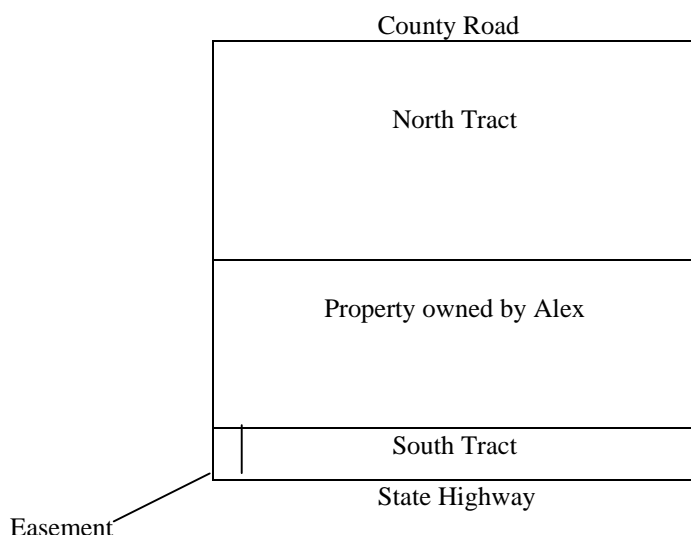 County Road
North Tract
Property owned by Alex
South Tract
State Highway
Easement